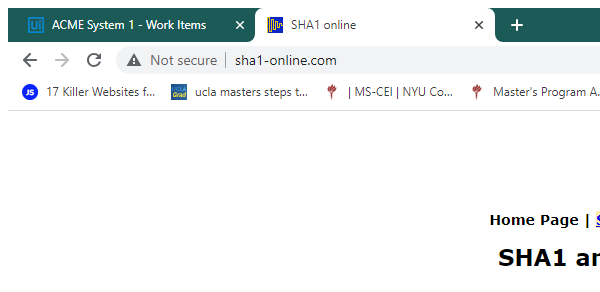 ACME System 1 - Work Items
SHA1 online
Not secure | sha1-online.com
17 Killer Websites f...
ucla masters steps t...
| MS-CEI | NYU Co...
Master's Program A.
Home Page |
SHA1